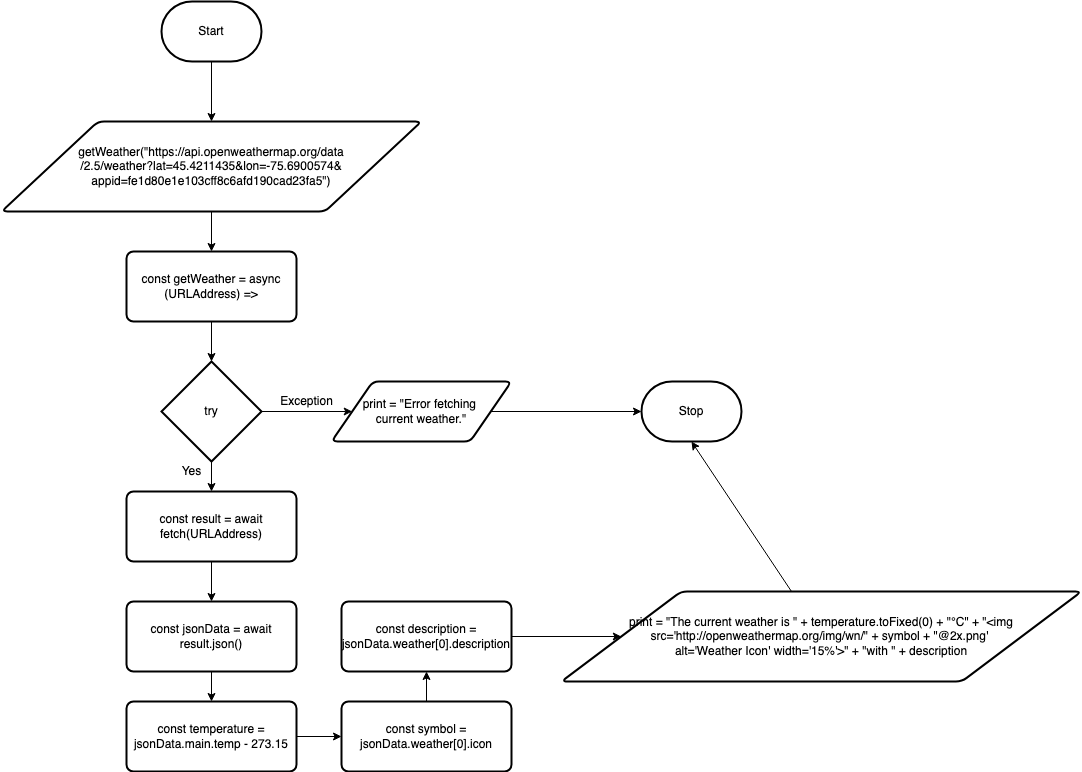 Start
getWeather("https://api.openweathermap.org/data
/2.5/weather?lat=45.4211435&lon=-75.6900574&
appid=fe1d80e1e103cff8c6afd190cad23fa5")
const getWeather = async
(URLAddress) =>
try
Exception
print = "Error fetching
current weather."
Stop
Yes
const result = await
fetch(URLAddress)
const jsonData = await
result.json()
const temperature =
jsonData.main.temp - 273.15
const symbol =
jsonData.weather[0].icon
const description =
jsonData.weather[0].description
print = "The current weather is " + temperature.toFixed(0) + "°C" + "<img
src='http://openweathermap.org/img/wn/" + symbol + "@2x.png'
alt='Weather Icon' width='15%'>" + "with " + description